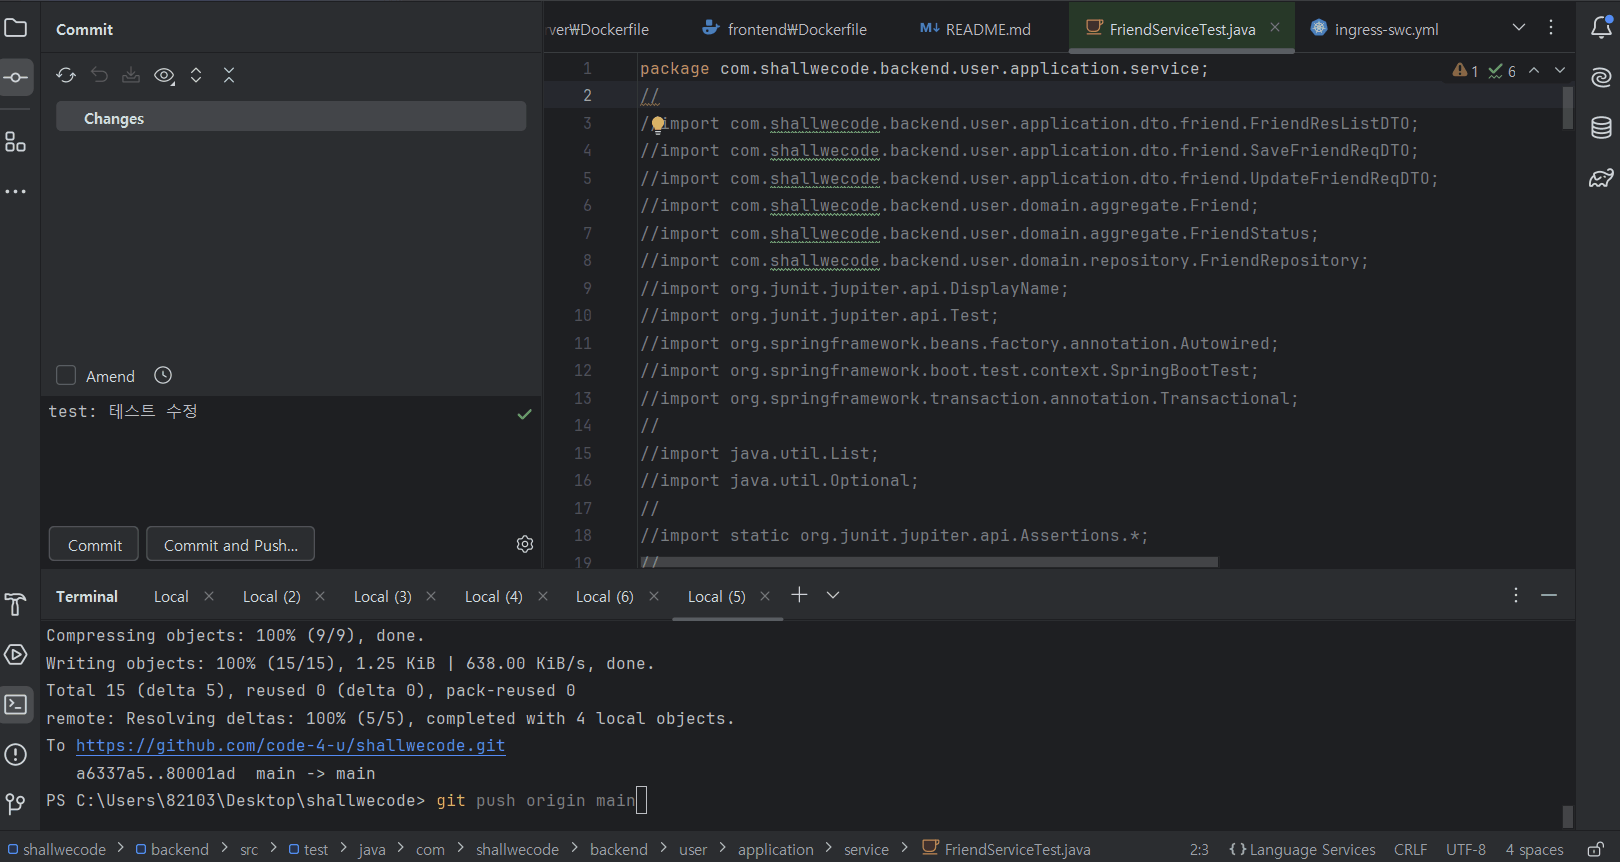 Commit
rver₩Dockerfile
frontend₩Dockerfile
M↓ README.md
FriendServiceTest.java
ingress-swc.yml
Changes
Amend
test: 테스트 수정
Commit
Commit and Push...
1 package com.shallwecode.backend.user.application.service;
1 6
2 //
3 //import com.shallwecode.backend.user.application.dto.friend.FriendResListDTO;
4 //import com.shallwecode.backend.user.application.dto.friend.SaveFriendReqDTO;
5 //import com.shallwecode.backend.user.application.dto.friend.UpdateFriendReqDTO;
6 //import com.shallwecode.backend.user.domain.aggregate.Friend;
7 //import com.shallwecode.backend.user.domain.aggregate.FriendStatus;
8 //import com.shallwecode.backend.user.domain.repository.FriendRepository;
9 //import org.junit.jupiter.api.DisplayName;
10 //import org.junit.jupiter.api.Test;
11 //import org.springframework.beans.factory.annotation.Autowired;
12 //import org.springframework.boot.test.context.SpringBootTest;
13 //import org.springframework.transaction.annotation.Transactional;
14 //
15 //import java.util.List;
16 //import java.util.Optional;
17 //
18 //import static org.junit.jupiter.api.Assertions.*;
19 //
Terminal Local Local (2) Local (3) Local (4) Local (6) Local (5)
Compressing objects: 100% (9/9), done.
Writing objects: 100% (15/15), 1.25 KiB | 638.00 KiB/s, done.
Total 15 (delta 5), reused 0 (delta 0), pack-reused 0
remote: Resolving deltas: 100% (5/5), completed with 4 local objects.
To https://github.com/code-4-u/shallwecode.git
a6337a5..80001ad main -> main
PS C:\Users\82103\Desktop\shallwecode> git push origin main
shallwecode > backend > src > test > java > com > shallwecode > backend > user > application > service > FriendServiceTest.java
2:3 {} Language Services CRLF UTF-8 4 spaces